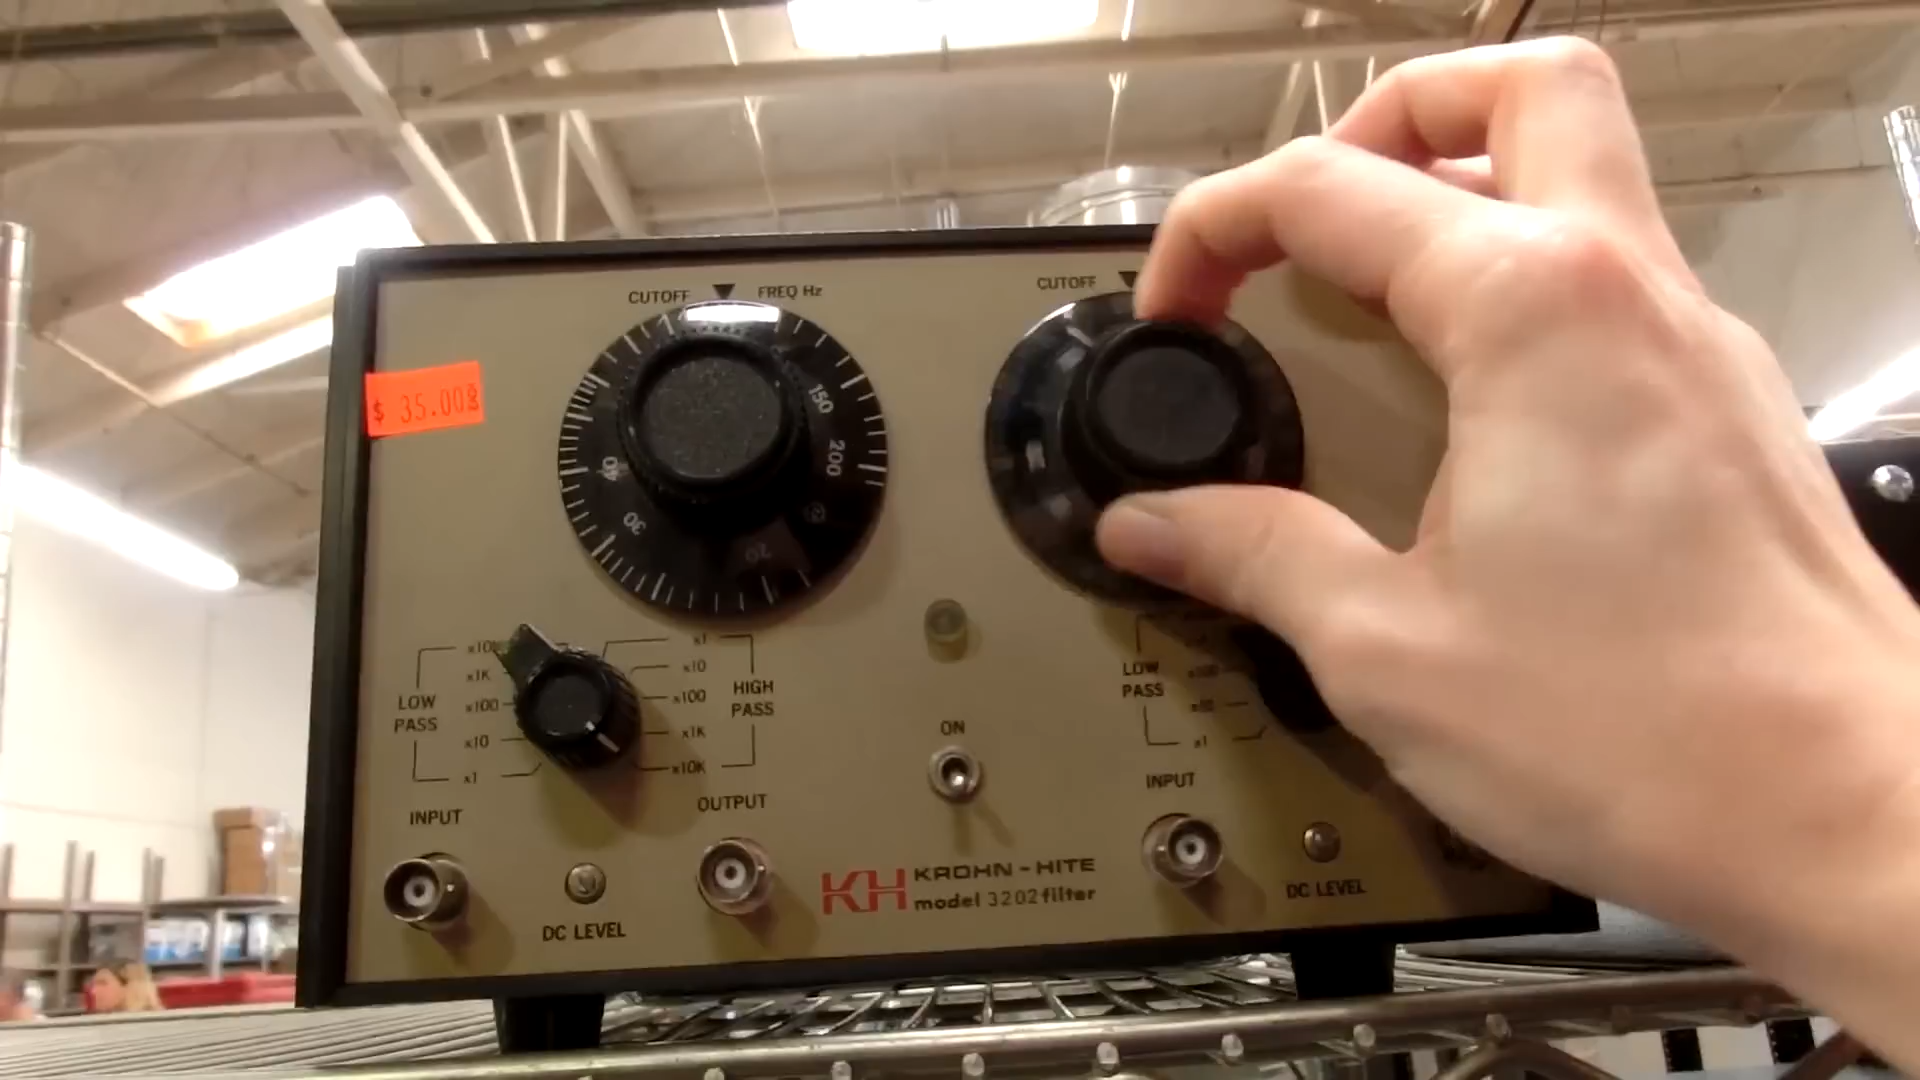 CUTOFF FREQ Hz
CUTOFF
$ 35.00
150
200
40
30
20
LOW PASS
x1K
x100
x10
x1
x1
x10
x100
x1K
x10K
HIGH PASS
ON
LOW PASS
x1
INPUT
OUTPUT
INPUT
DC LEVEL
DC LEVEL
KH KROHN-HITE
model 3202 filter